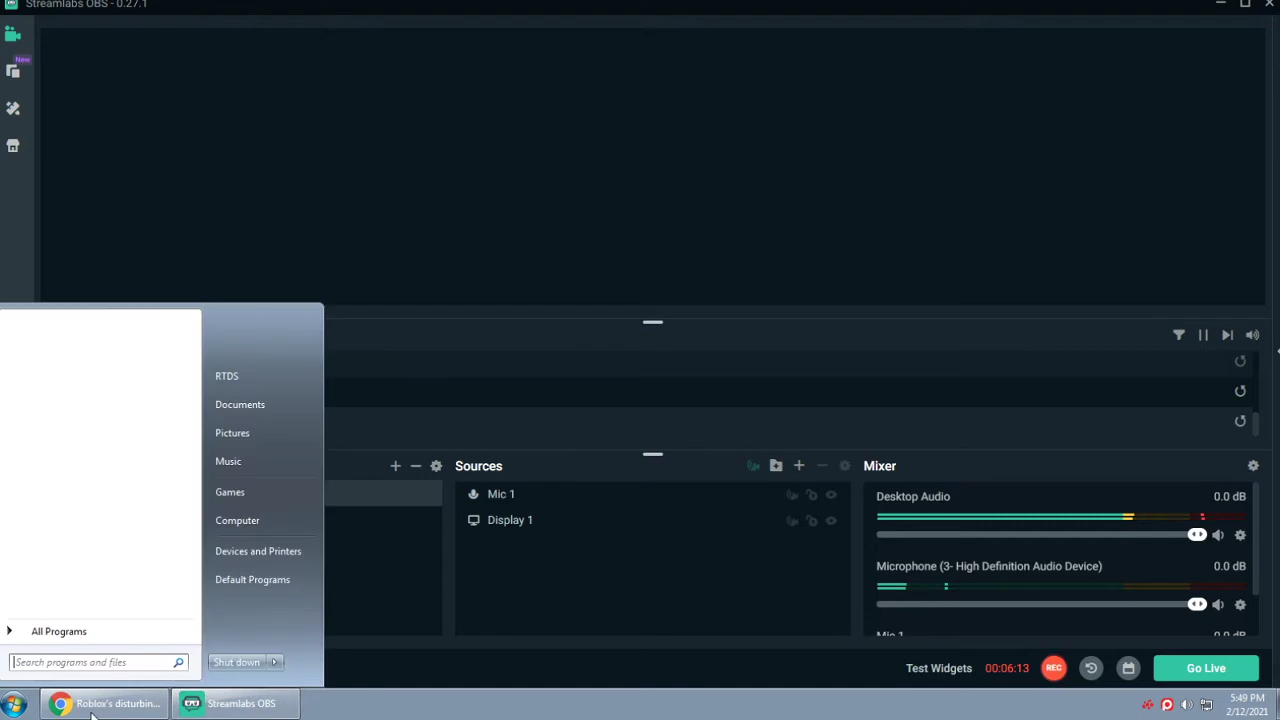 Streamlabs OBS - 0.27.1
New
RTDS
Documents
Pictures
Music
Games
Computer
Devices and Printers
Default Programs
All Programs
Search programs and files
Shut down
Sources
Mic 1
Display 1
Mixer
Desktop Audio 0.0 dB
Microphone (3- High Definition Audio Device) 0.0 dB
Mic 1
Test Widgets 00:06:13 REC Go Live
Roblox's disturbin... Streamlabs OBS
5:49 PM
2/12/2021